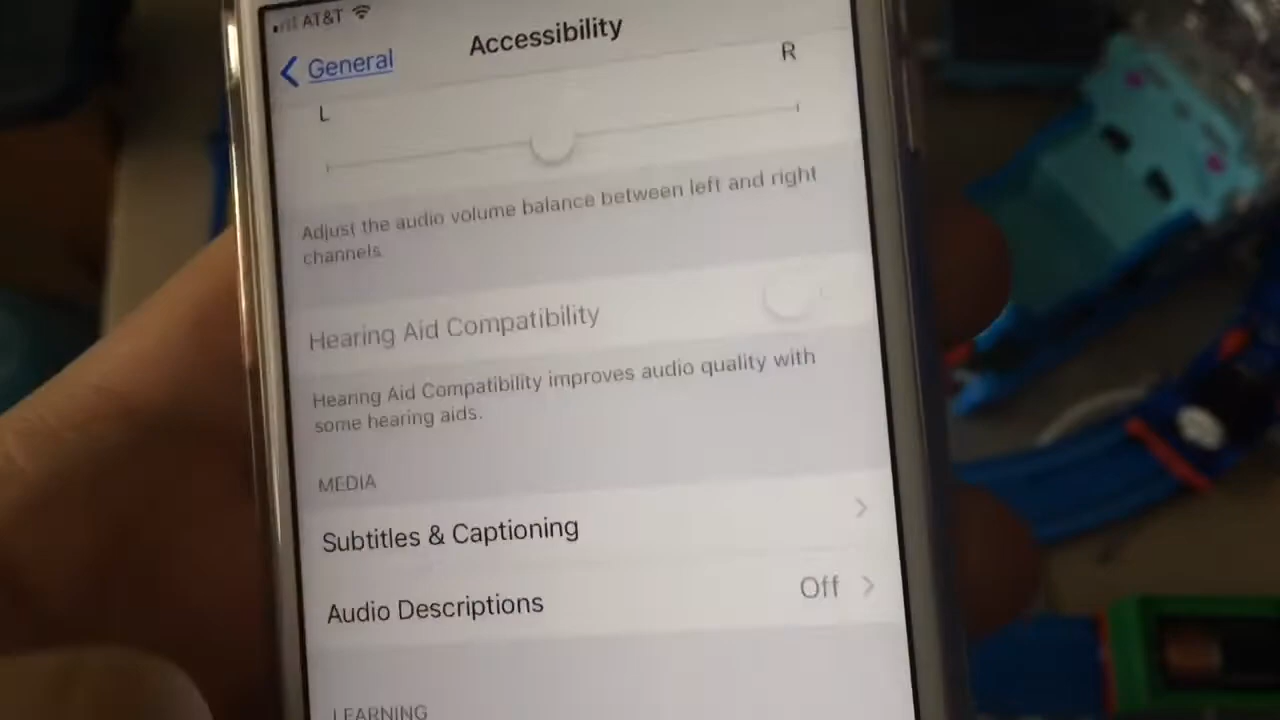 AT&T
General
Accessibility
L
R
Adjust the audio volume balance between left and right
channels.
Hearing Aid Compatibility
Hearing Aid Compatibility improves audio quality with
some hearing aids.
MEDIA
Subtitles & Captioning
Audio Descriptions Off
LEARNING